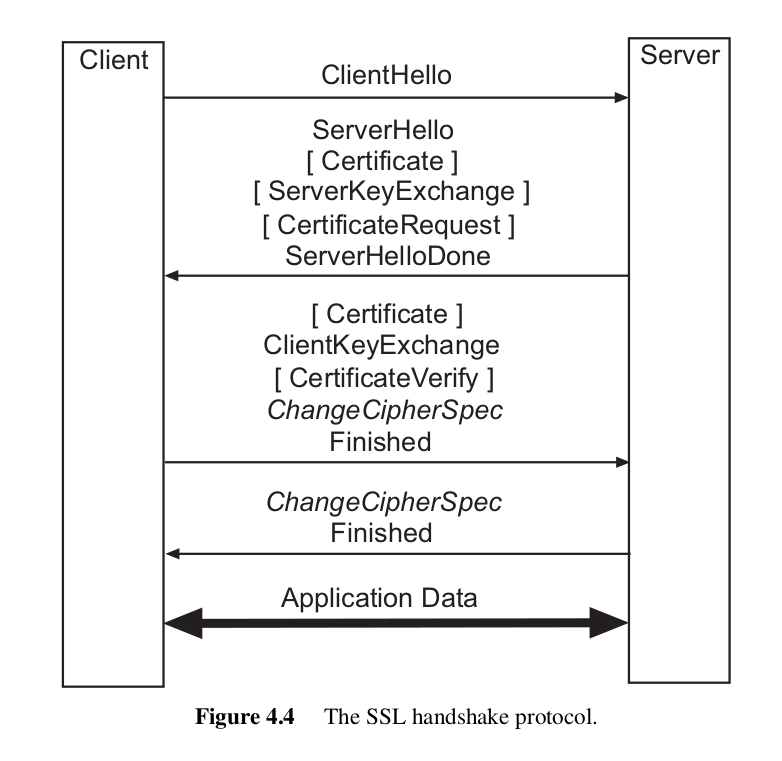 Client
Server
ClientHello
ServerHello
[ Certificate ]
[ ServerKeyExchange ]
[ CertificateRequest ]
ServerHelloDone
[ Certificate ]
ClientKeyExchange
[ CertificateVerify ]
ChangeCipherSpec
Finished
ChangeCipherSpec
Finished
Application Data
Figure 4.4 The SSL handshake protocol.